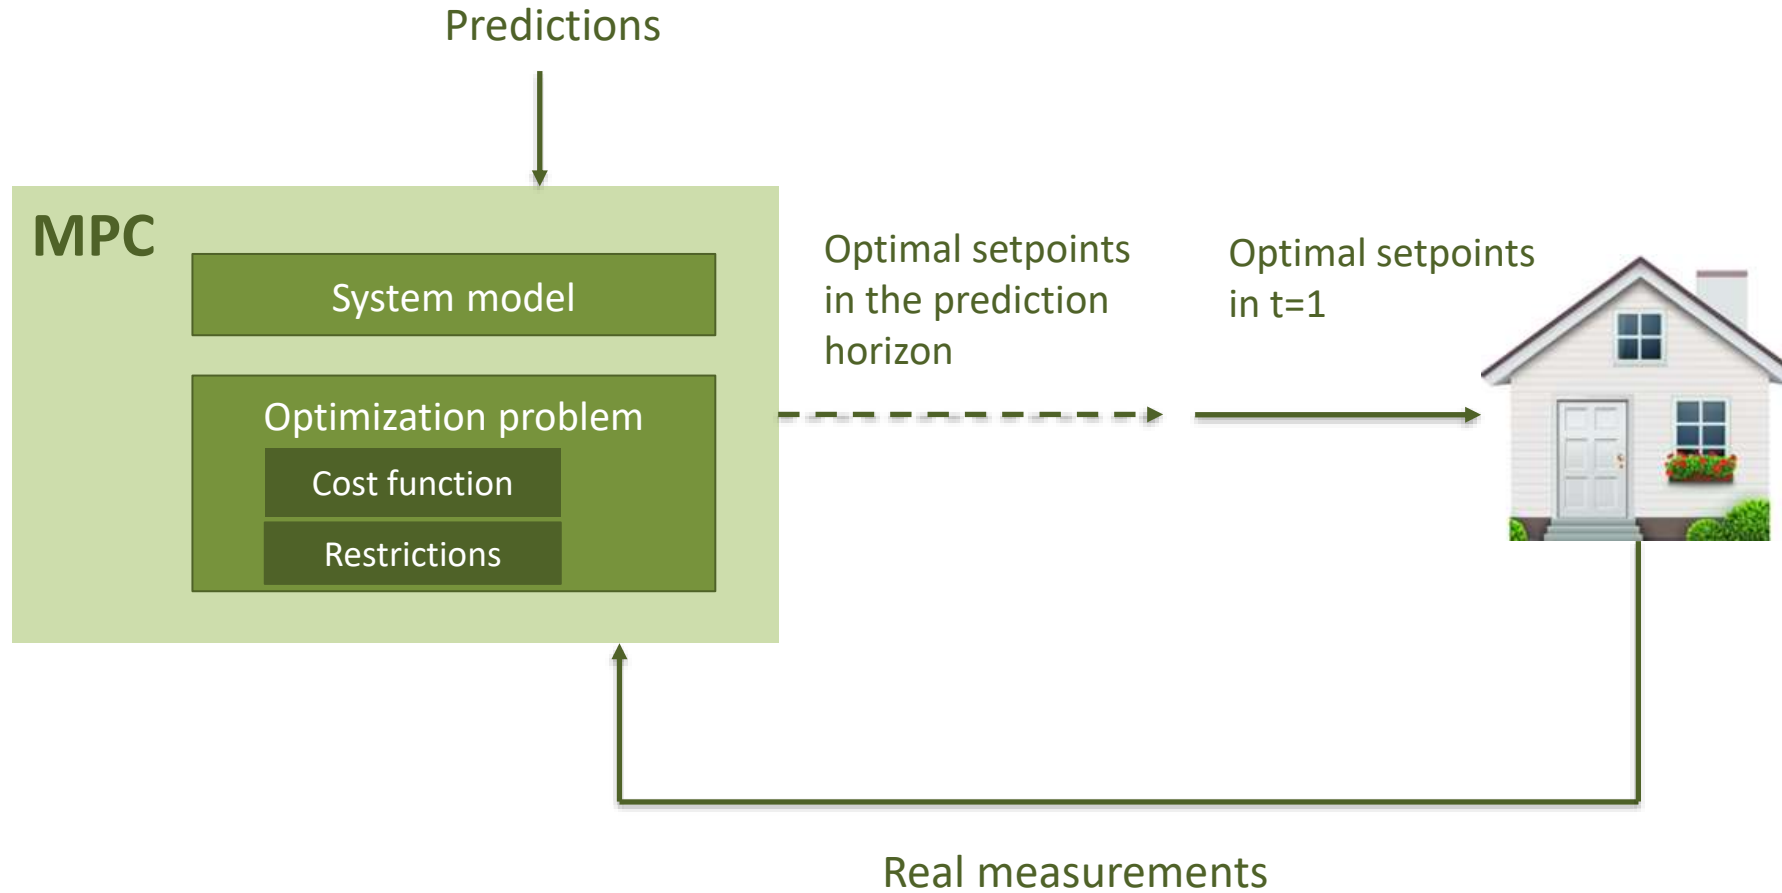 Predictions
MPC
System model
Optimization problem
Cost function
Restrictions
Optimal setpoints
in the prediction
horizon
Optimal setpoints
in t=1
Real measurements